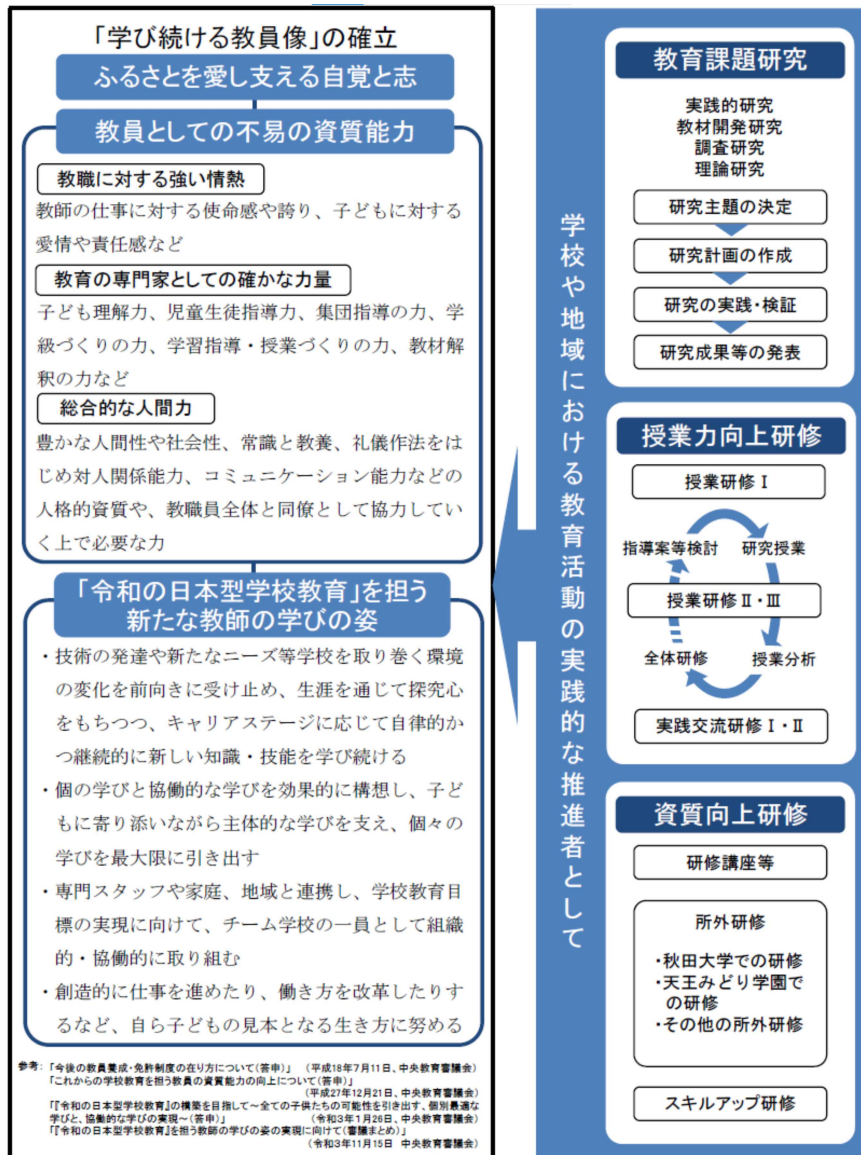 「学び続ける教員像」の確立
ふるさとを愛し支える自覚と志
教員としての不易の資質能力
教職に対する強い情熱
教師の仕事に対する使命感や誇り、子どもに対する
愛情や責任感など
教育の専門家としての確かな力量
子ども理解力、児童生徒指導力、集団指導の力、学
級づくりの力、学習指導・授業づくりの力、教材解
釈の力など
総合的な人間力
豊かな人間性や社会性、常識と教養、礼儀作法をは
じめ対人関係能力、コミュニケーション能力などの
人格的資質や、教職員全体と同僚として協力してい
く上で必要な力
「令和の日本型学校教育」を担う
新たな教師の学びの姿
・技術の発達や新たなニーズ等学校を取り巻く環境
の変化を前向きに受け止め、生涯を通じて探究心
をもちつつ、キャリアステージに応じて自律的か
つ継続的に新しい知識・技能を学び続ける
・個の学びと協働的な学びを効果的に構想し、子ど
もに寄り添いながら主体的な学びを支え、個々の
学びを最大限に引き出す
・専門スタッフや家庭、地域と連携し、学校教育目
標の実現に向けて、チーム学校の一員として組織
的・協働的に取り組む
・創造的に仕事を進めたり、働き方を改革したりす
るなど、自ら子どもの見本となる生き方に努める
参考：「今後の教員養成・免許制度の在り方について（答申）」 （平成18年7月11日、中央教育審議会）
「これからの学校教育を担う教員の資質能力の向上について（答申）」
（平成27年12月21日、中央教育審議会）
「『令和の日本型学校教育』の構築を目指して～全ての子供たちの可能性を引き出す、個別最適な
学びと、協働的な学びの実現～（答申）」 （令和3年1月26日、中央教育審議会）
「『令和の日本型学校教育』を担う教師の学びの姿の実現に向けて（審議まとめ）」
（令和3年11月15日 中央教育審議会）
学校や地域における教育活動の実践的な推進者として
教育課題研究
実践的研究
教材開発研究
調査研究
理論研究
研究主題の決定
研究計画の作成
研究の実践・検証
研究成果等の発表
授業力向上研修
授業研修Ⅰ
指導案等検討 研究授業
授業研修Ⅱ・Ⅲ
全体研修 授業分析
実践交流研修Ⅰ・Ⅱ
資質向上研修
研修講座等
所外研修
・秋田大学での研修
・天王みどり学園で
の研修
・その他の所外研修
スキルアップ研修